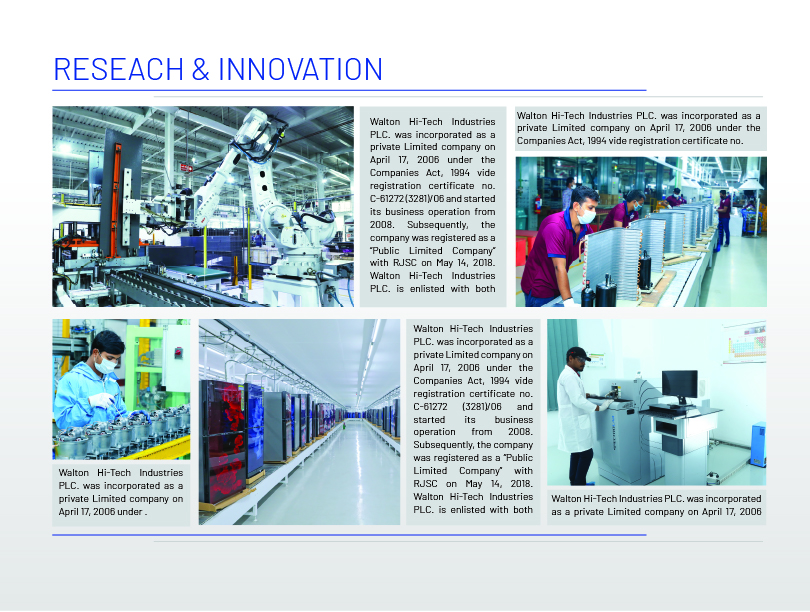 RESEACH & INNOVATION
Walton Hi-Tech Industries
PLC. was incorporated as a
private Limited company on
April 17, 2006 under the
Companies Act, 1994 vide
registration certificate no.
C-61272 (3281)/06 and started
its business operation from
2008. Subsequently, the
company was registered as a
"Public Limited Company"
with RJSC on May 14, 2018.
Walton Hi-Tech Industries
PLC. is enlisted with both
Walton Hi-Tech Industries PLC. was incorporated as a
private Limited company on April 17, 2006 under the
Companies Act, 1994 vide registration certificate no.
Walton Hi-Tech Industries
PLC. was incorporated as a
private Limited company on
April 17, 2006 under .
Walton Hi-Tech Industries
PLC. was incorporated as a
private Limited company on
April 17, 2006 under the
Companies Act, 1994 vide
registration certificate no.
C-61272 (3281)/06 and
started its business
operation from 2008.
Subsequently, the company
was registered as a "Public
Limited Company" with
RJSC on May 14, 2018.
Walton Hi-Tech Industries
PLC. is enlisted with both
Walton Hi-Tech Industries PLC. was incorporated
as a private Limited company on April 17, 2006